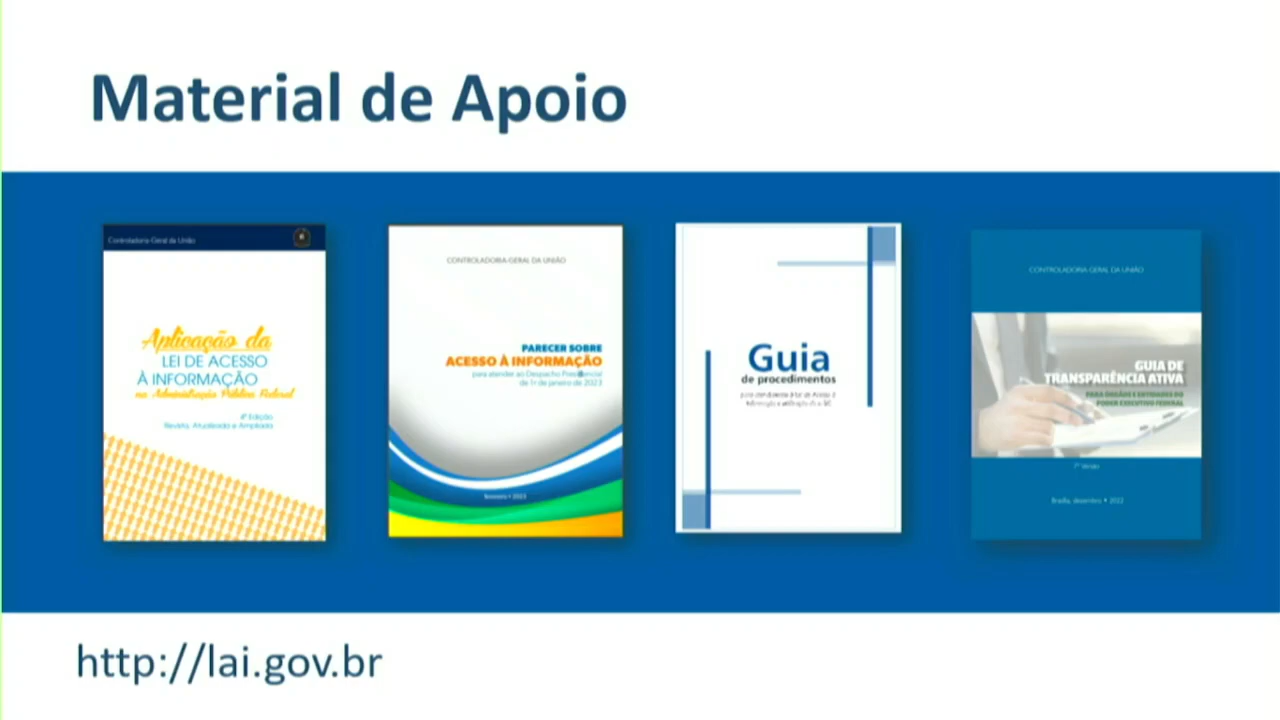 Material de Apoio
Controladoria-Geral da União
Aplicação da
LEI DE ACESSO
À INFORMAÇÃO
na Administração Pública Federal
4ª Edição
Revista, Atualizada e Ampliada
CONTROLADORIA-GERAL DA UNIÃO
PARECER SOBRE
ACESSO À INFORMAÇÃO
para atender ao Despacho Presidencial
de 1º de janeiro de 2023
fevereiro • 2023
Guia
de procedimentos
CONTROLADORIA-GERAL DA UNIÃO
GUIA DE
TRANSPARÊNCIA ATIVA
PARA ÓRGÃOS E ENTIDADES DO
PODER EXECUTIVO FEDERAL
7ª Versão
Brasília, dezembro • 2022
http://lai.gov.br